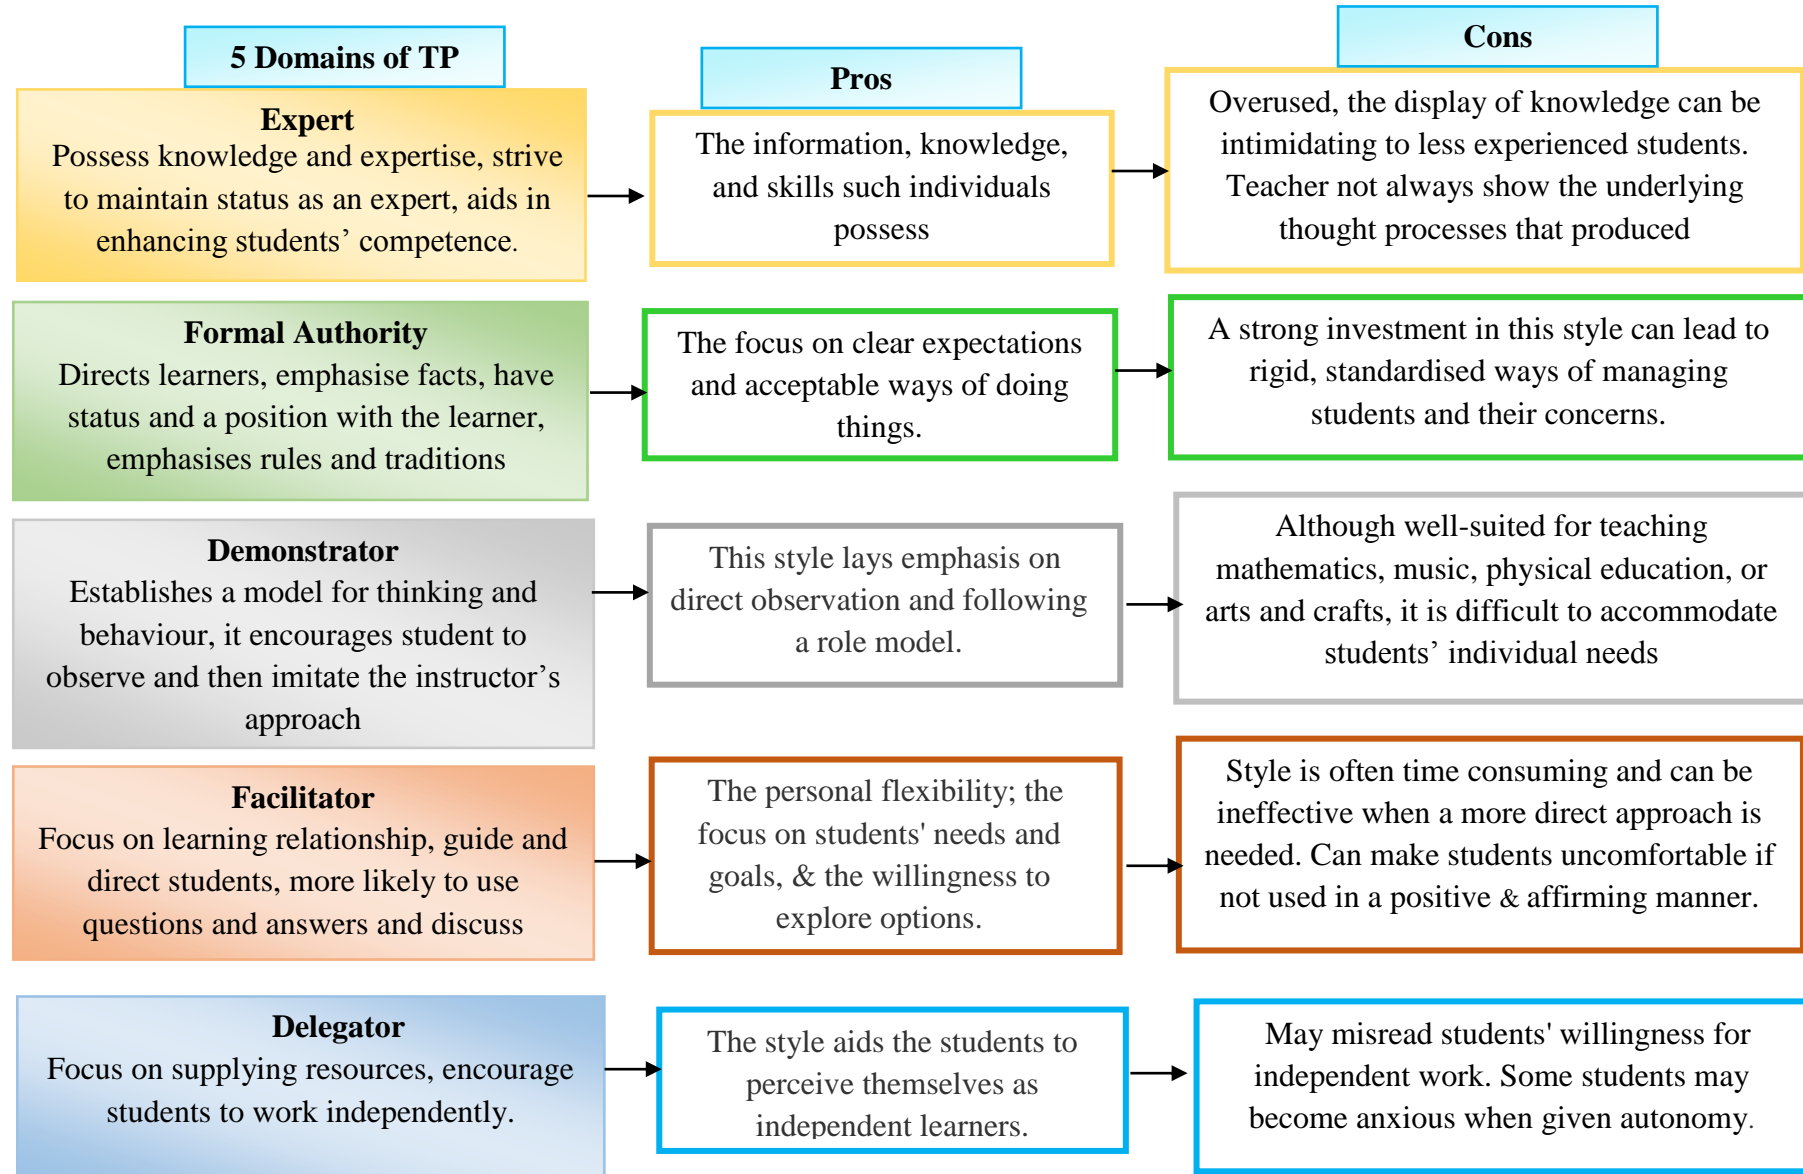 5 Domains of TP
Pros
Cons
Expert
Possess knowledge and expertise, strive
to maintain status as an expert, aids in
enhancing students’ competence.
The information, knowledge,
and skills such individuals
possess
Overused, the display of knowledge can be
intimidating to less experienced students.
Teacher not always show the underlying
thought processes that produced
Formal Authority
Directs learners, emphasise facts, have
status and a position with the learner,
emphasises rules and traditions
The focus on clear expectations
and acceptable ways of doing
things.
A strong investment in this style can lead to
rigid, standardised ways of managing
students and their concerns.
Demonstrator
Establishes a model for thinking and
behaviour, it encourages student to
observe and then imitate the instructor’s
approach
This style lays emphasis on
direct observation and following
a role model.
Although well-suited for teaching
mathematics, music, physical education, or
arts and crafts, it is difficult to accommodate
students’ individual needs
Facilitator
Focus on learning relationship, guide and
direct students, more likely to use
questions and answers and discuss
The personal flexibility; the
focus on students' needs and
goals, & the willingness to
explore options.
Style is often time consuming and can be
ineffective when a more direct approach is
needed. Can make students uncomfortable if
not used in a positive & affirming manner.
Delegator
Focus on supplying resources, encourage
students to work independently.
The style aids the students to
perceive themselves as
independent learners.
May misread students' willingness for
independent work. Some students may
become anxious when given autonomy.